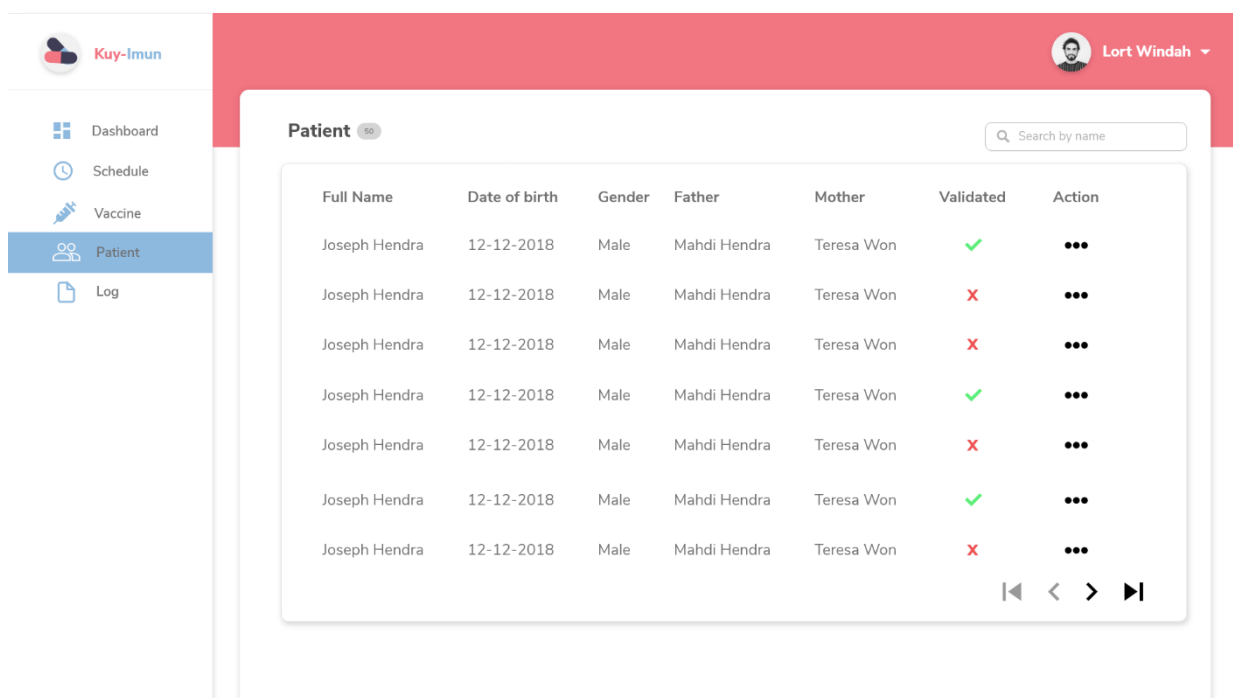 Kuy-Imun
Lort Windah
Dashboard
Schedule
Vaccine
Patient
Log
Patient 50
Search by name
Full Name Date of birth Gender Father Mother Validated Action
Joseph Hendra 12-12-2018 Male Mahdi Hendra Teresa Won
Joseph Hendra 12-12-2018 Male Mahdi Hendra Teresa Won X
Joseph Hendra 12-12-2018 Male Mahdi Hendra Teresa Won X
Joseph Hendra 12-12-2018 Male Mahdi Hendra Teresa Won
Joseph Hendra 12-12-2018 Male Mahdi Hendra Teresa Won X
Joseph Hendra 12-12-2018 Male Mahdi Hendra Teresa Won
Joseph Hendra 12-12-2018 Male Mahdi Hendra Teresa Won X